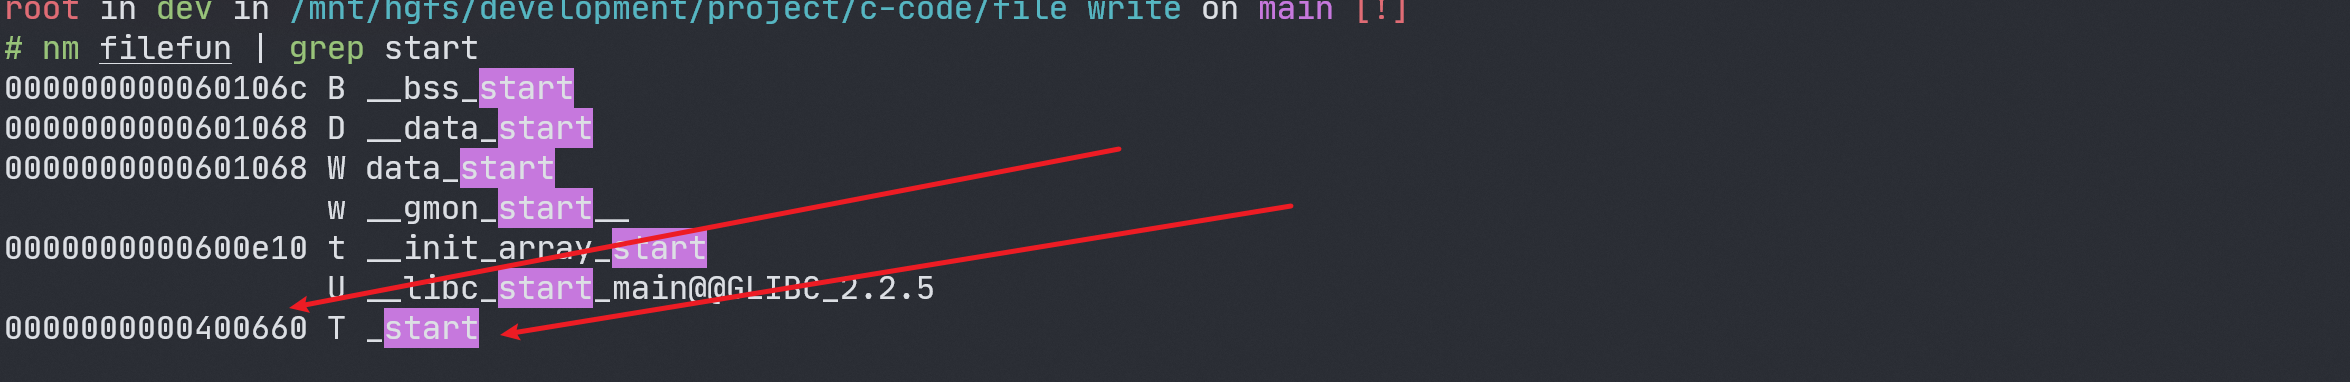 root in dev in /mnt/hgfs/development/project/c-code/file write on main [!]
# nm filefun | grep start
000000000060106c B __bss_start
0000000000601068 D __data_start
0000000000601068 W data_start
w __gmon_start__
0000000000600e10 t __init_array_start
U __libc_start_main@@GLIBC_2.2.5
0000000000400660 T _start